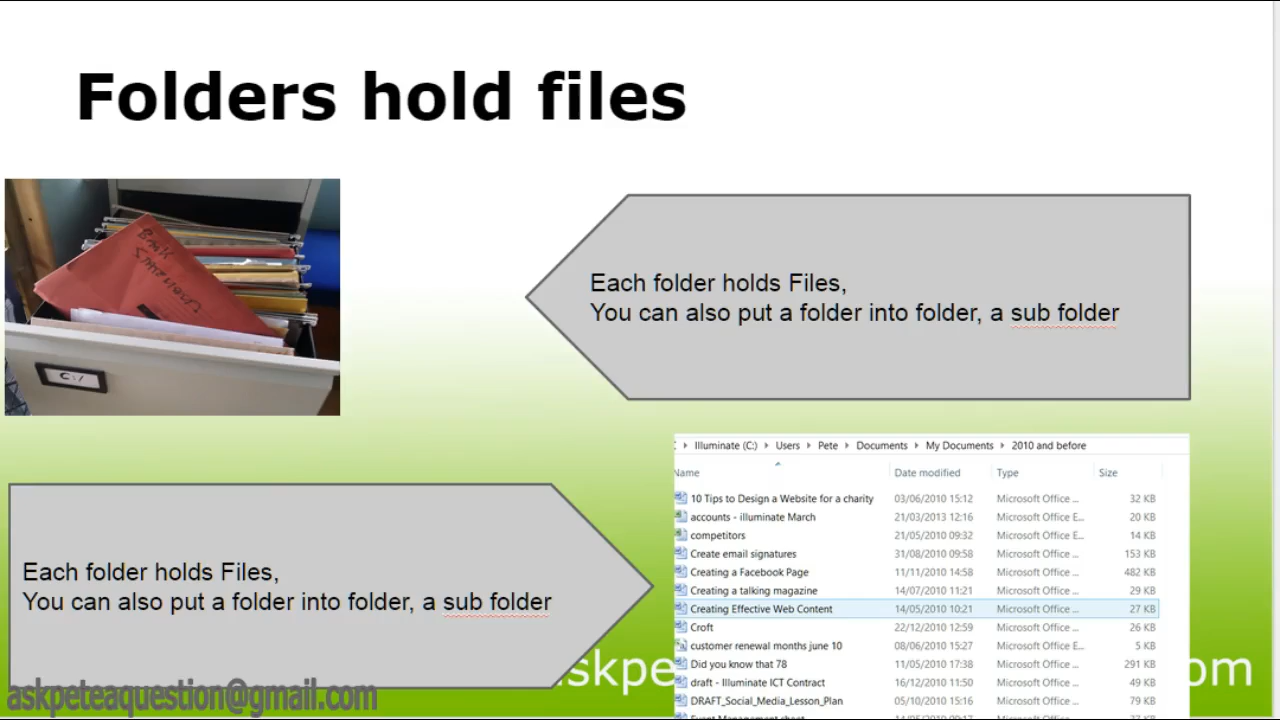 Folders hold files
Bank
Statement
C:/
Each folder holds Files,
You can also put a folder into folder, a sub folder
Each folder holds Files,
You can also put a folder into folder, a sub folder
Illuminate (C:) Users Pete Documents My Documents 2010 and before
Name Date modified Type Size
10 Tips to Design a Website for a charity 03/06/2010 15:12 Microsoft Office ... 32 KB
accounts - illuminate March 21/03/2013 12:16 Microsoft Office E... 20 KB
competitors 21/05/2010 09:32 Microsoft Office E... 14 KB
Create email signatures 31/08/2010 09:58 Microsoft Office ... 153 KB
Creating a Facebook Page 11/11/2010 14:58 Microsoft Office ... 482 KB
Creating a talking magazine 14/07/2010 11:21 Microsoft Office ... 29 KB
Creating Effective Web Content 14/05/2010 10:21 Microsoft Office ... 27 KB
Croft 22/12/2010 12:59 Microsoft Office ... 26 KB
customer renewal months june 10 08/06/2010 15:27 Microsoft Office E... 5 KB
Did you know that 78 11/05/2010 17:38 Microsoft Office ... 291 KB
draft - Illuminate ICT Contract 16/12/2010 11:50 Microsoft Office ... 49 KB
DRAFT_Social_Media_Lesson_Plan 05/10/2010 15:16 Microsoft Office ... 79 KB
skpe om
askpeteaquestion@gmail.com